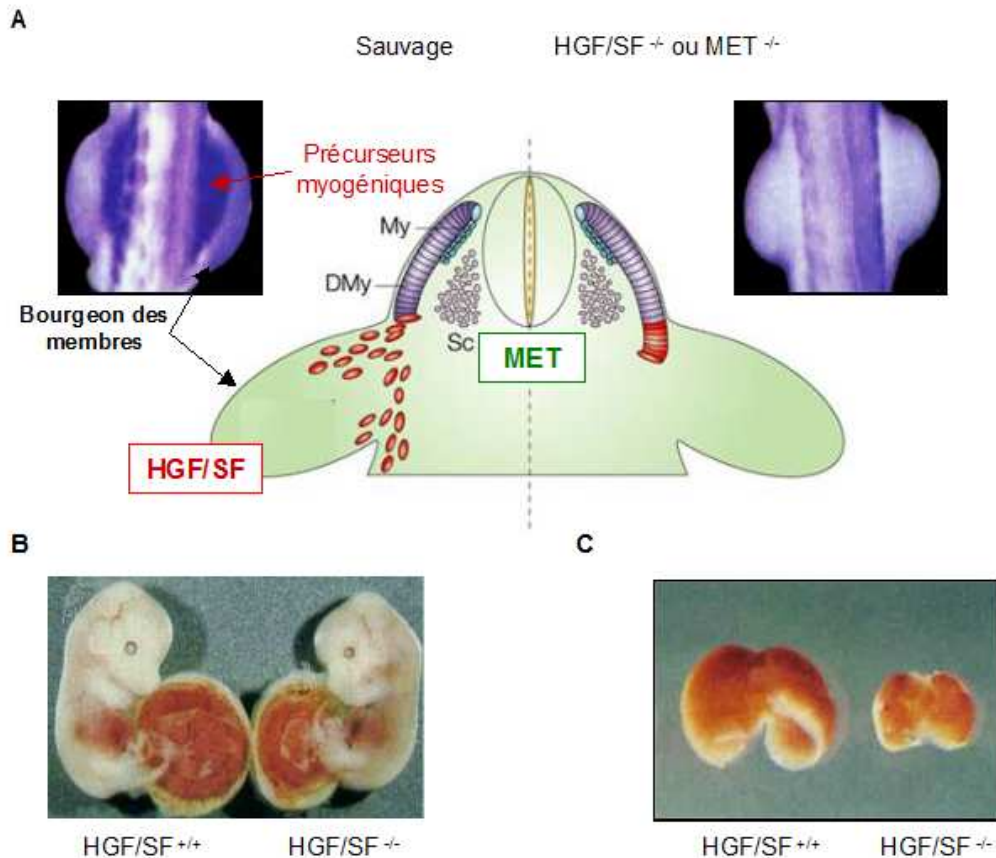 A
Sauvage
HGF/SF -/- ou MET -/-
Précurseurs
myogéniques
My
DMy
Bourgeon des
membres
Sc
MET
HGF/SF
B
C
HGF/SF +/+
HGF/SF -/-
HGF/SF +/+
HGF/SF -/-